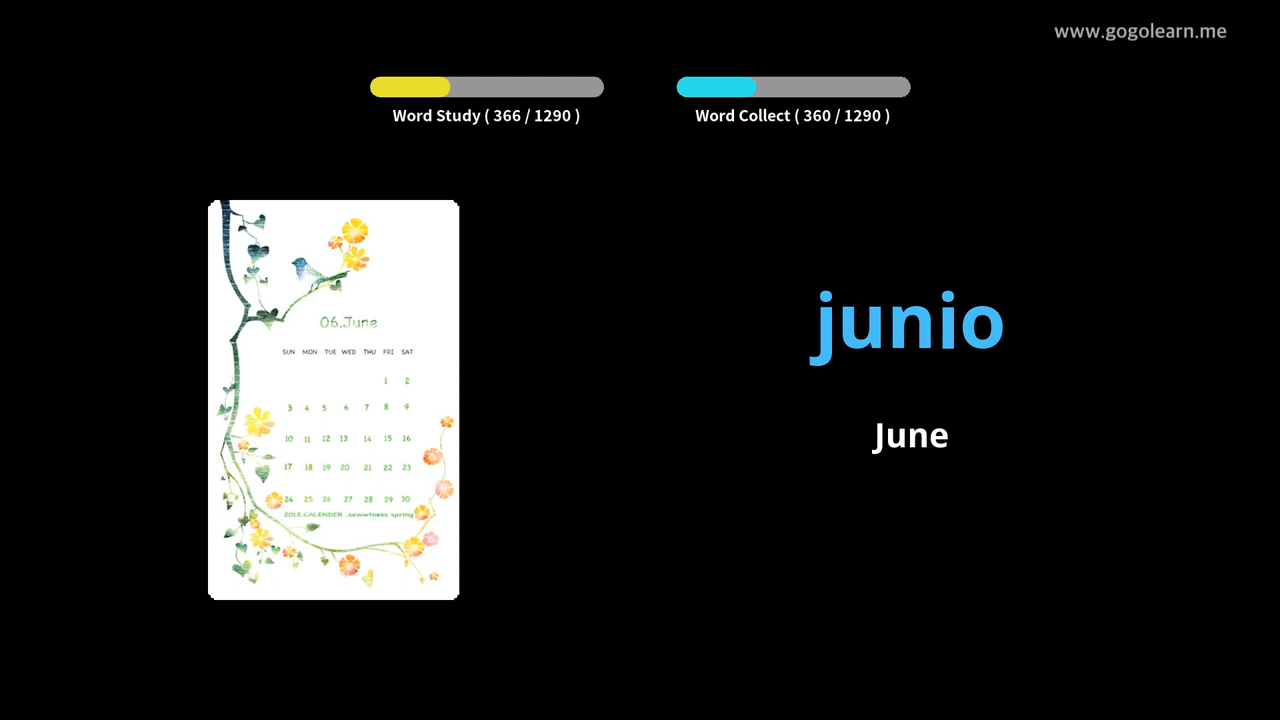 www.gogolearn.me
Word Study ( 366 / 1290 )
Word Collect ( 360 / 1290 )
06.June
SUN MON TUE WED THU FRI SAT
1 2
3 4 5 6 7 8 9
10 11 12 13 14 15 16
17 18 19 20 21 22 23
24 25 26 27 28 29 30
2012.CALENDER .sewwtness spring
junio
June